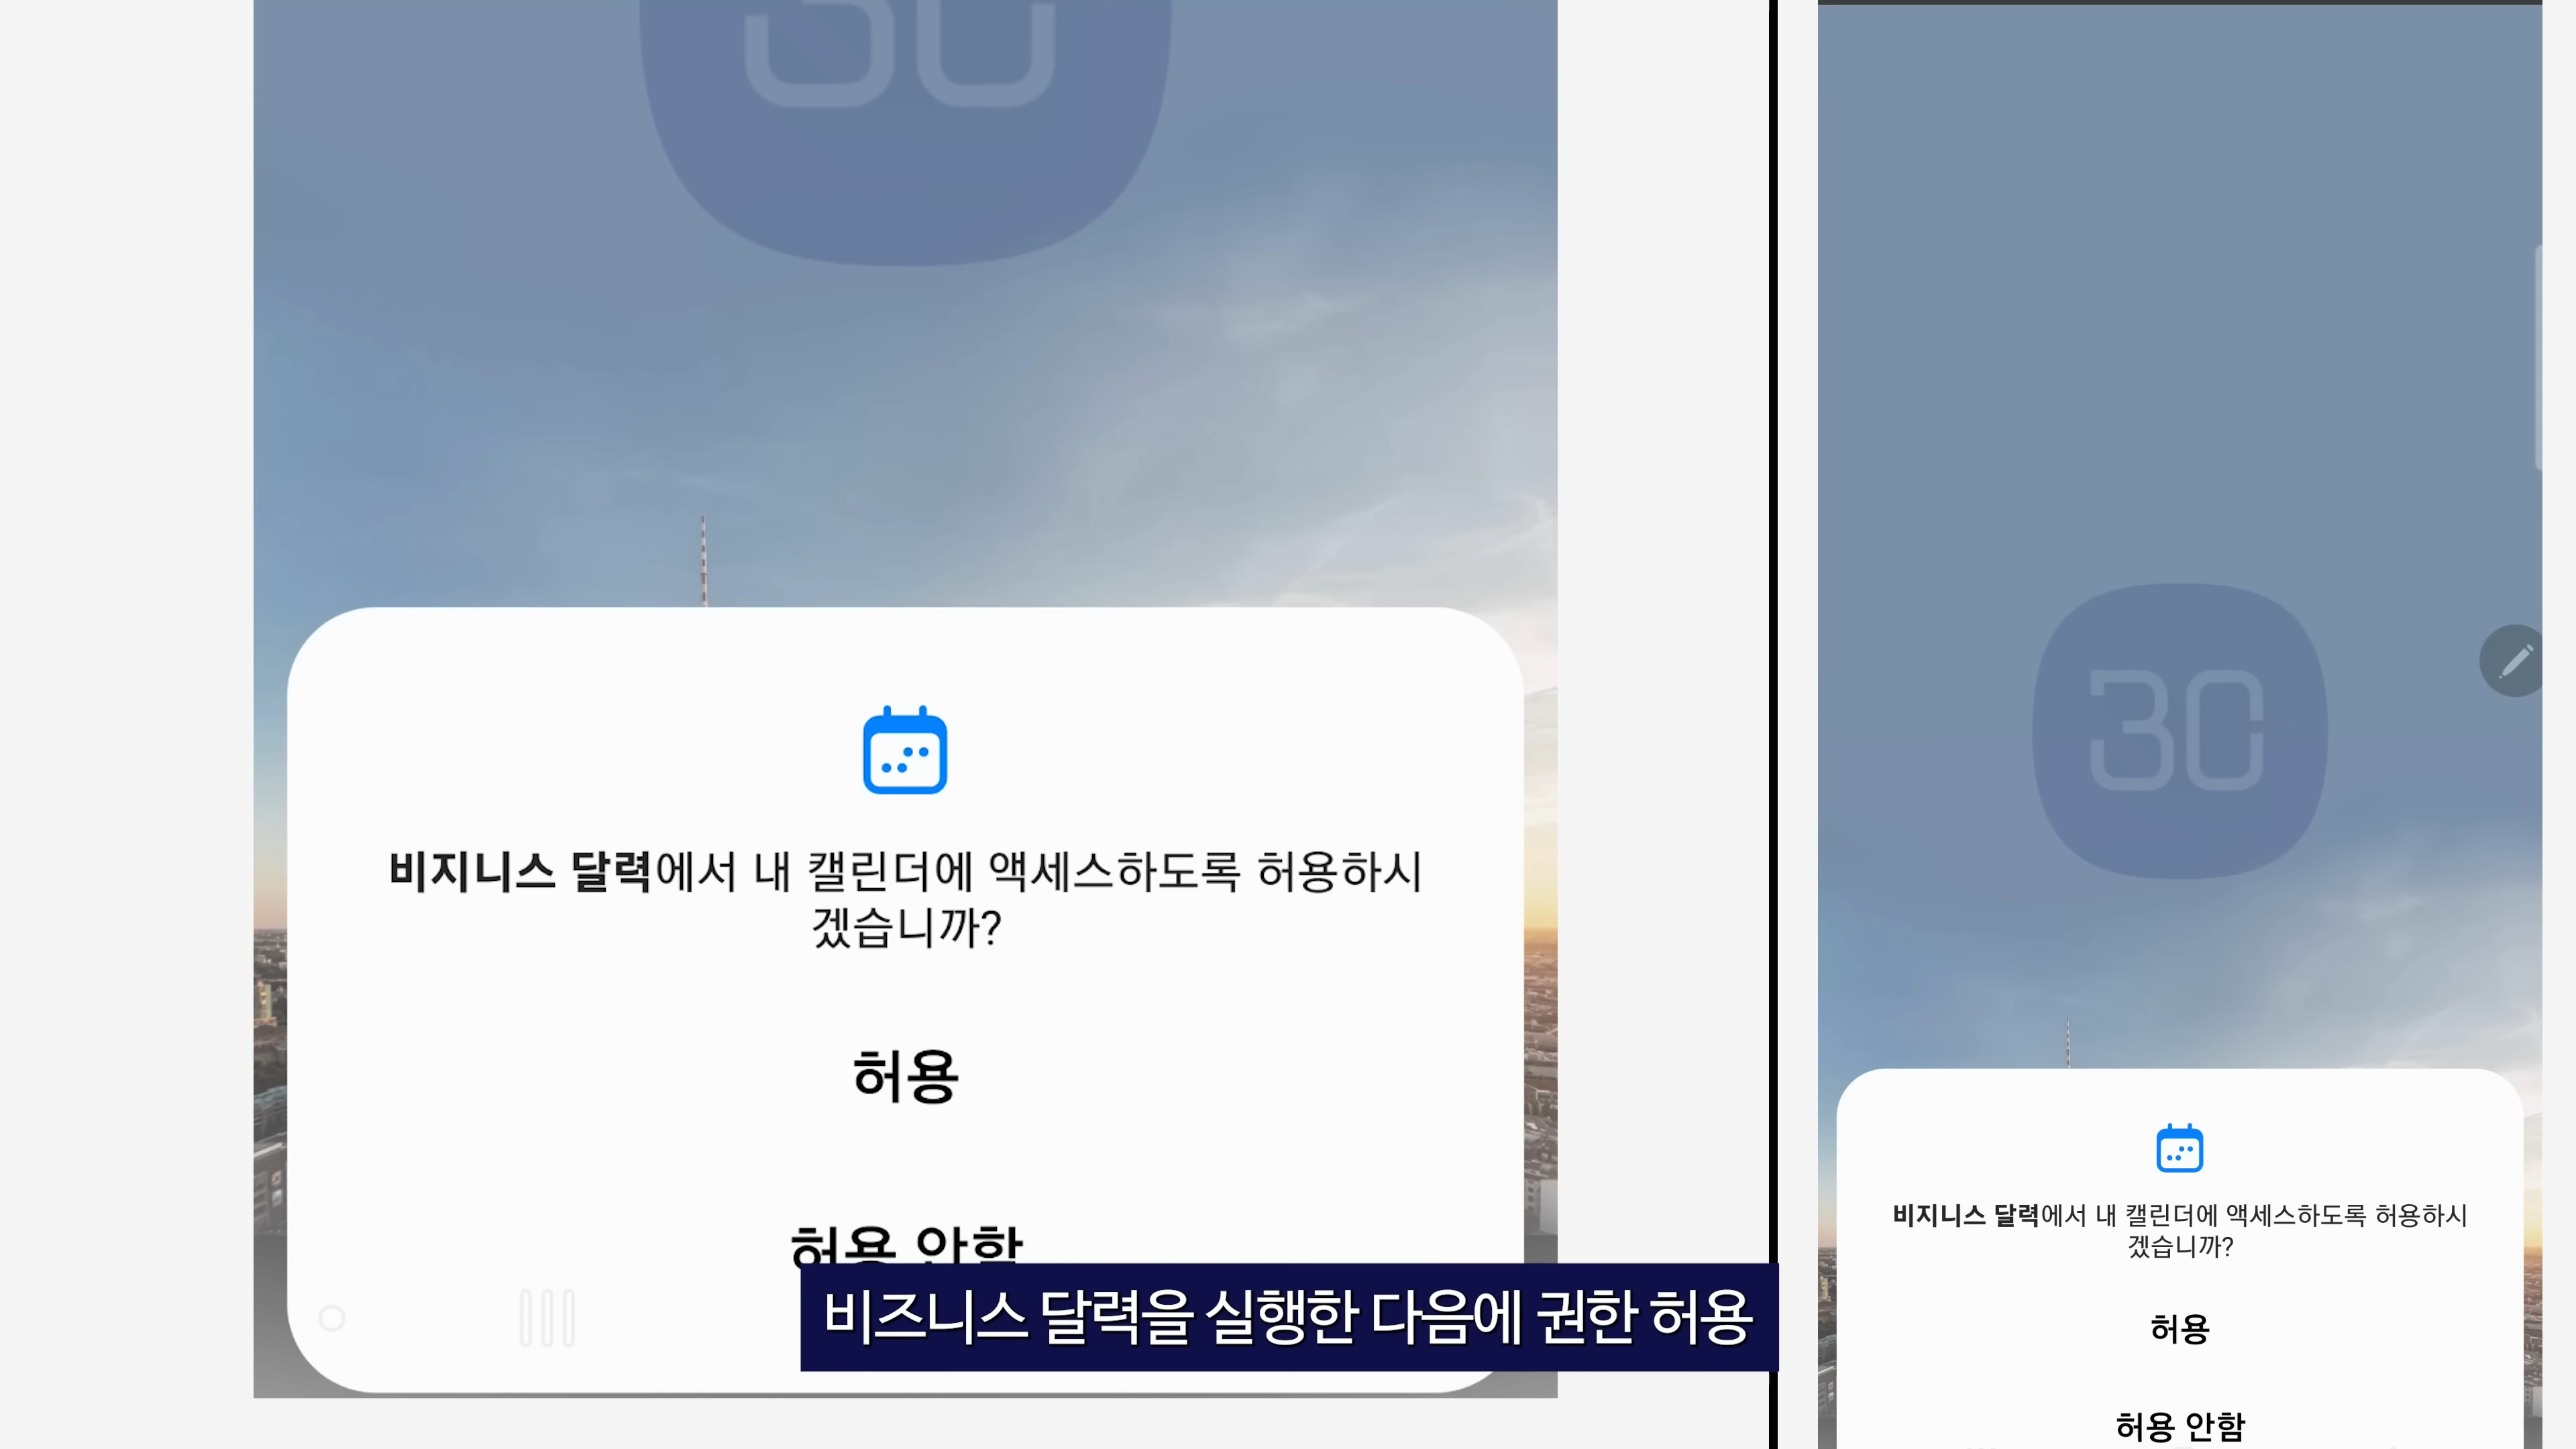 30
비지니스 달력에서 내 캘린더에 액세스하도록 허용하시
겠습니까?
허용
허용 안함
비즈니스 달력을 실행한 다음에 권한 허용
30
비지니스 달력에서 내 캘린더에 액세스하도록 허용하시
겠습니까?
허용
허용 안함